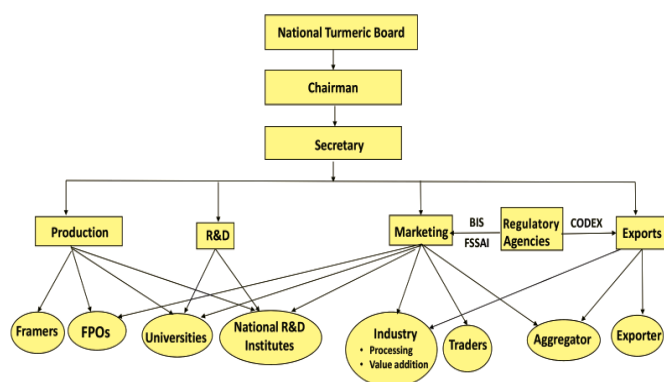 National Turmeric Board
Chairman
Secretary
Production
R&D
Marketing
BIS
FSSAI
Regulatory
Agencies
CODEX
Exports
Framers
FPOs
Universities
National R&D
Institutes
Industry
• Processing
• Value addition
Traders
Aggregator
Exporter